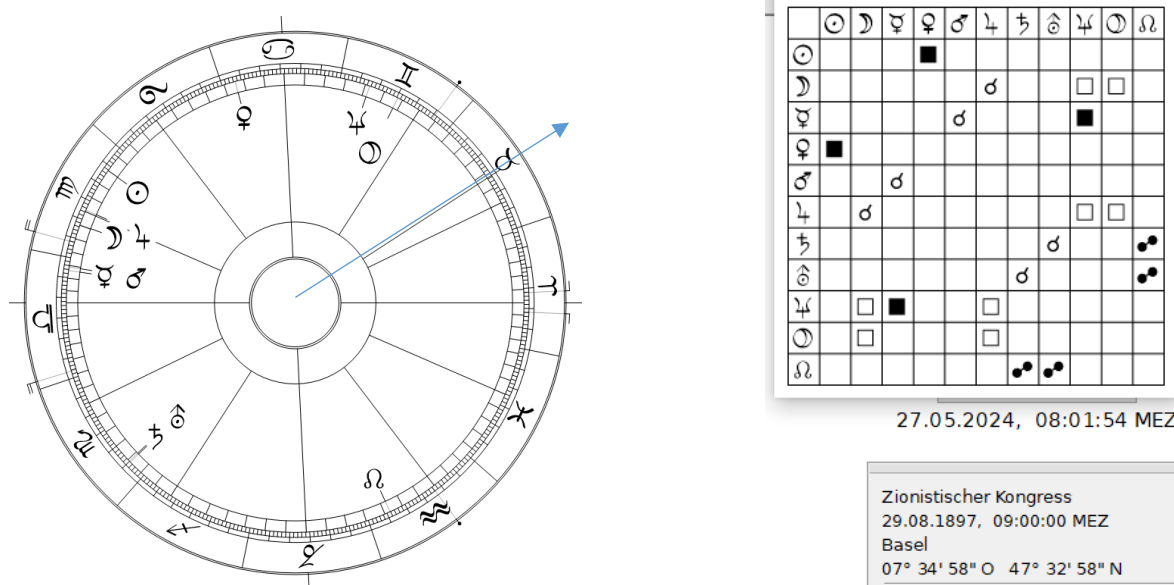 27.05.2024, 08:01:54 MEZ
Zionistischer Kongress
29.08.1897, 09:00:00 MEZ
Basel
07° 34' 58" O 47° 32' 58" N